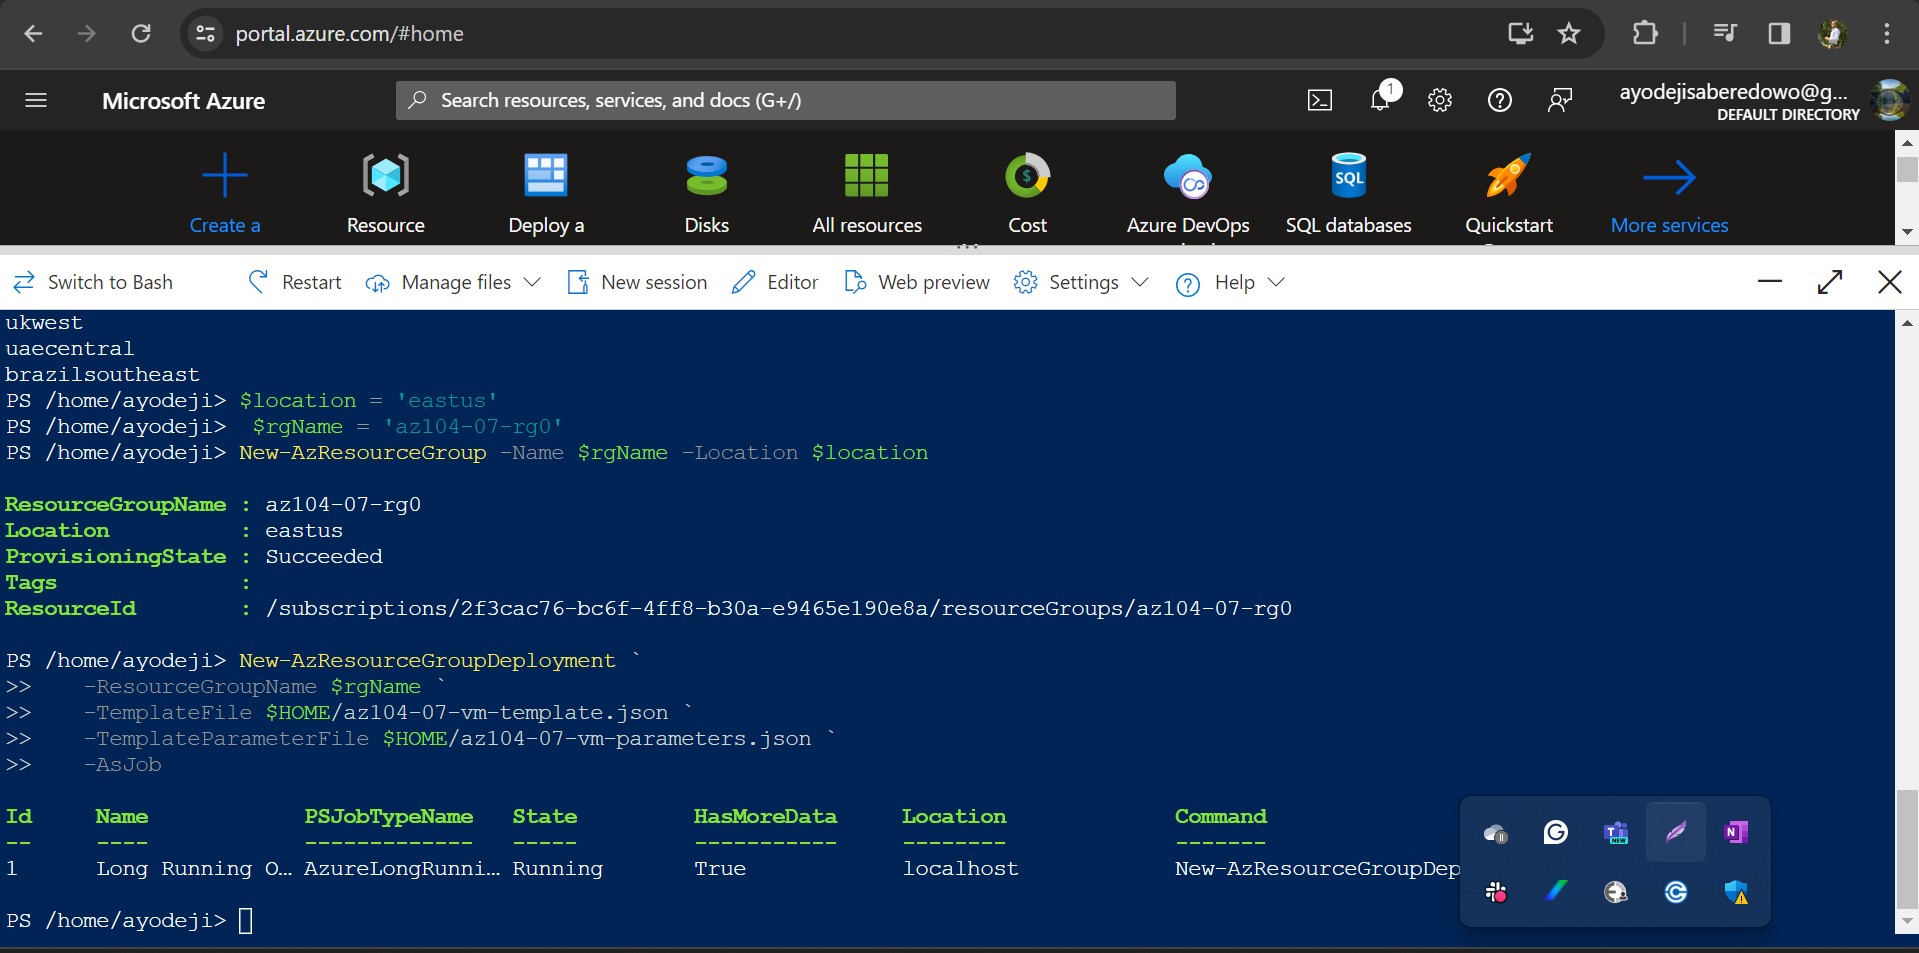 portal.azure.com/#home
Microsoft Azure
Search resources, services, and docs (G+/)
1
ayodejisaberedowo@g...
DEFAULT DIRECTORY
Create a
Resource
Deploy a
Disks
All resources
Cost
Azure DevOps
SQL
SQL databases
Quickstart
More services
Switch to Bash
Restart
Manage files
New session
Editor
Web preview
Settings
Help
ukwest
uaecentral
brazilsoutheast
PS /home/ayodeji> $location = 'eastus'
PS /home/ayodeji>  $rgName = 'az104-07-rg0'
PS /home/ayodeji> New-AzResourceGroup -Name $rgName -Location $location
ResourceGroupName : az104-07-rg0
Location          : eastus
ProvisioningState : Succeeded
Tags              :
ResourceId        : /subscriptions/2f3cac76-bc6f-4ff8-b30a-e9465e190e8a/resourceGroups/az104-07-rg0
PS /home/ayodeji> New-AzResourceGroupDeployment `
>>    -ResourceGroupName $rgName `
>>    -TemplateFile $HOME/az104-07-vm-template.json `
>>    -TemplateParameterFile $HOME/az104-07-vm-parameters.json `
>>    -AsJob
Id     Name            PSJobTypeName   State         HasMoreData     Location             Command
--     ----            -------------   -----         -----------     --------             -------
1      Long Running O… AzureLongRunni… Running       True            localhost            New-AzResourceGroupDep
PS /home/ayodeji>